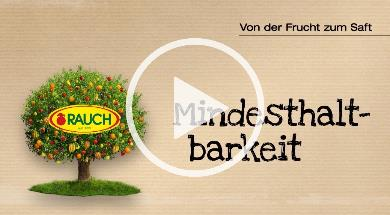 Von der Frucht zum Saft
RAUCH
Mindesthalt-
barkeit